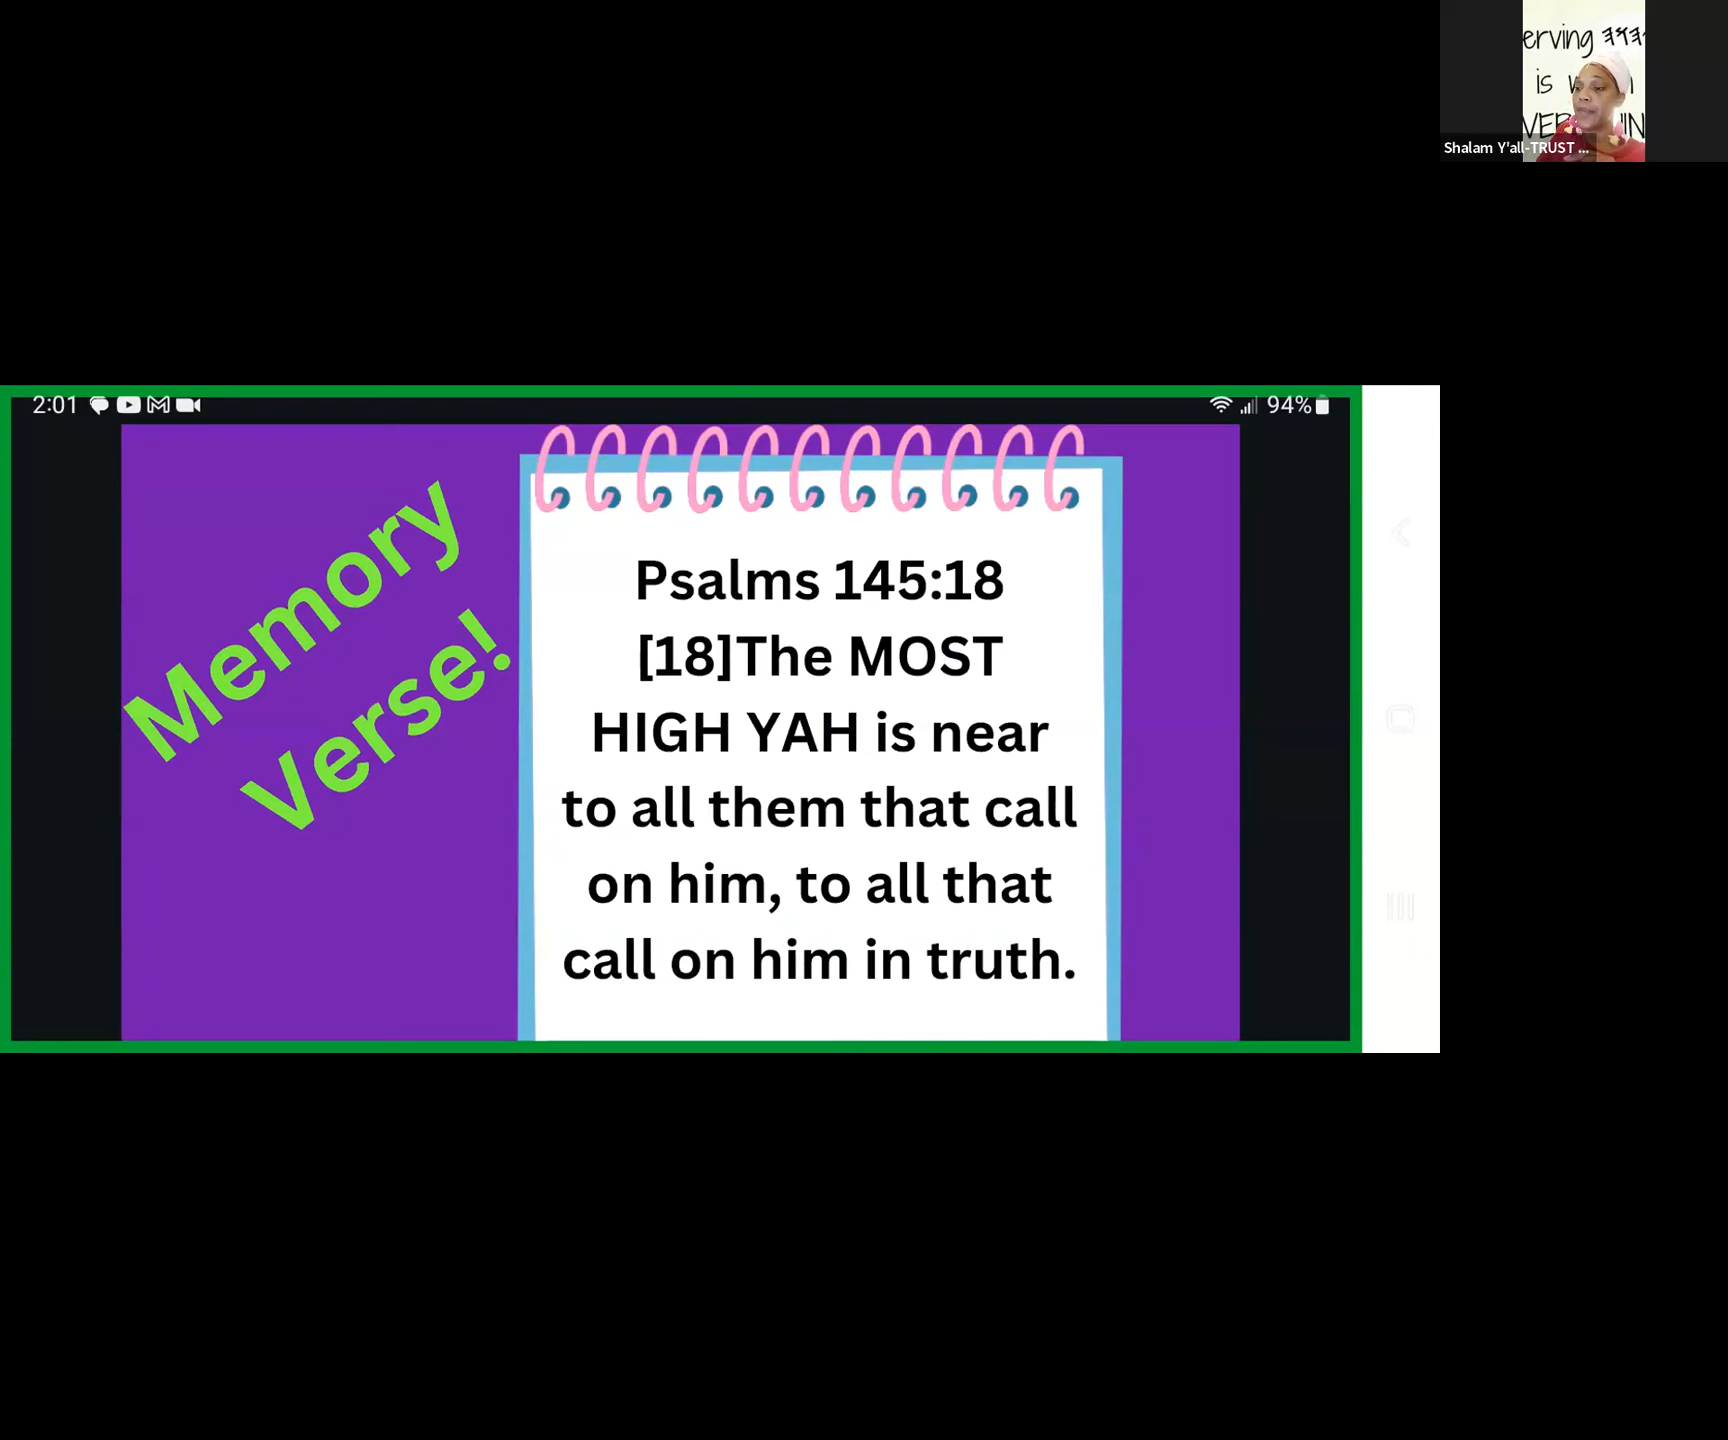 erving 𐤉𐤄𐤅𐤄
is
Shalam Y'all-TRUST ...
2:01
94%
Memory
Verse!
Psalms 145:18
[18]The MOST
HIGH YAH is near
to all them that call
on him, to all that
call on him in truth.